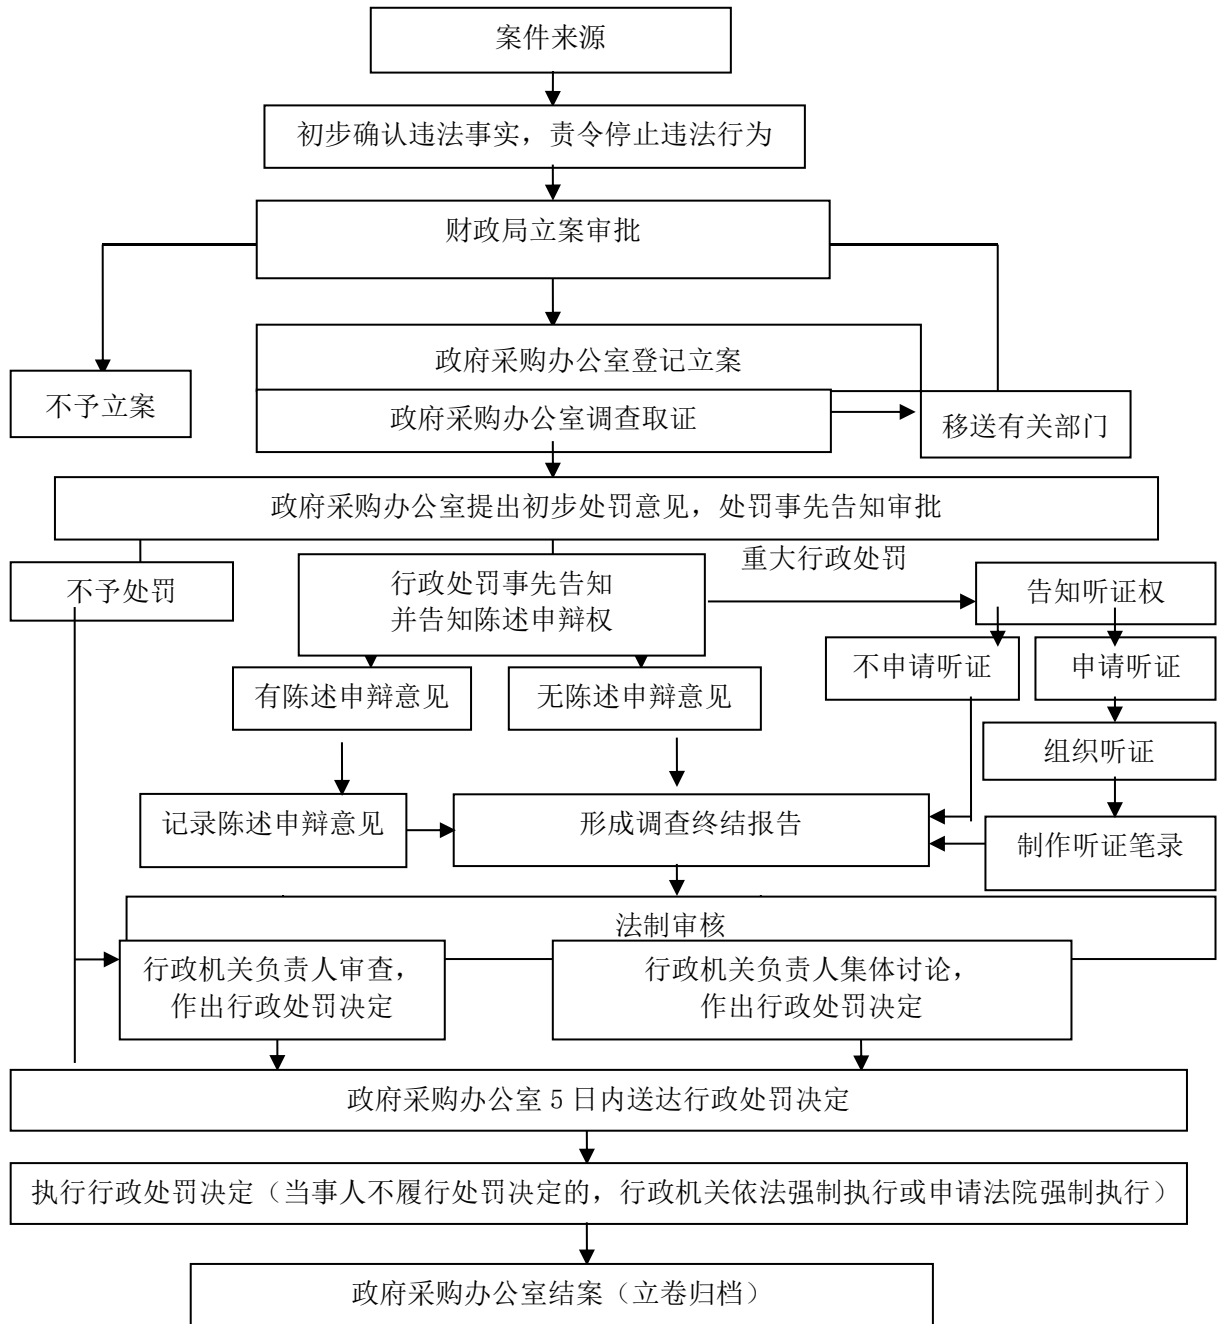 案件来源
初步确认违法事实，责令停止违法行为
财政局立案审批
政府采购办公室登记立案
不予立案
政府采购办公室调查取证
移送有关部门
政府采购办公室提出初步处罚意见，处罚事先告知审批
重大行政处罚
不予处罚
行政处罚事先告知
并告知陈述申辩权
告知听证权
不申请听证
申请听证
有陈述申辩意见
无陈述申辩意见
组织听证
记录陈述申辩意见
形成调查终结报告
制作听证笔录
法制审核
行政机关负责人审查，
作出行政处罚决定
行政机关负责人集体讨论，
作出行政处罚决定
政府采购办公室 5 日内送达行政处罚决定
执行行政处罚决定（当事人不履行处罚决定的，行政机关依法强制执行或申请法院强制执行）
政府采购办公室结案（立卷归档）